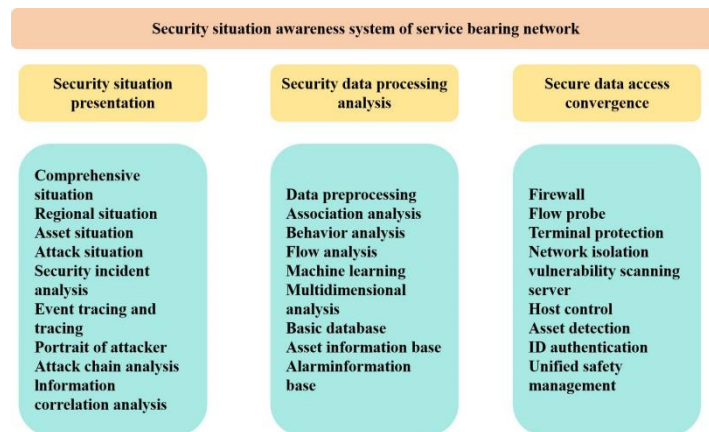 Security situation awareness system of service bearing network
Security situation
presentation
Security data processing
analysis
Secure data access
convergence
Comprehensive
situation
Regional situation
Asset situation
Attack situation
Security incident
analysis
Event tracing and
tracing
Portrait of attacker
Attack chain analysis
Information
correlation analysis
Data preprocessing
Association analysis
Behavior analysis
Flow analysis
Machine learning
Multidimensional
analysis
Basic database
Asset information base
Alarminformation
base
Firewall
Flow probe
Terminal protection
Network isolation
vulnerability scanning
server
Host control
Asset detection
ID authentication
Unified safety
management